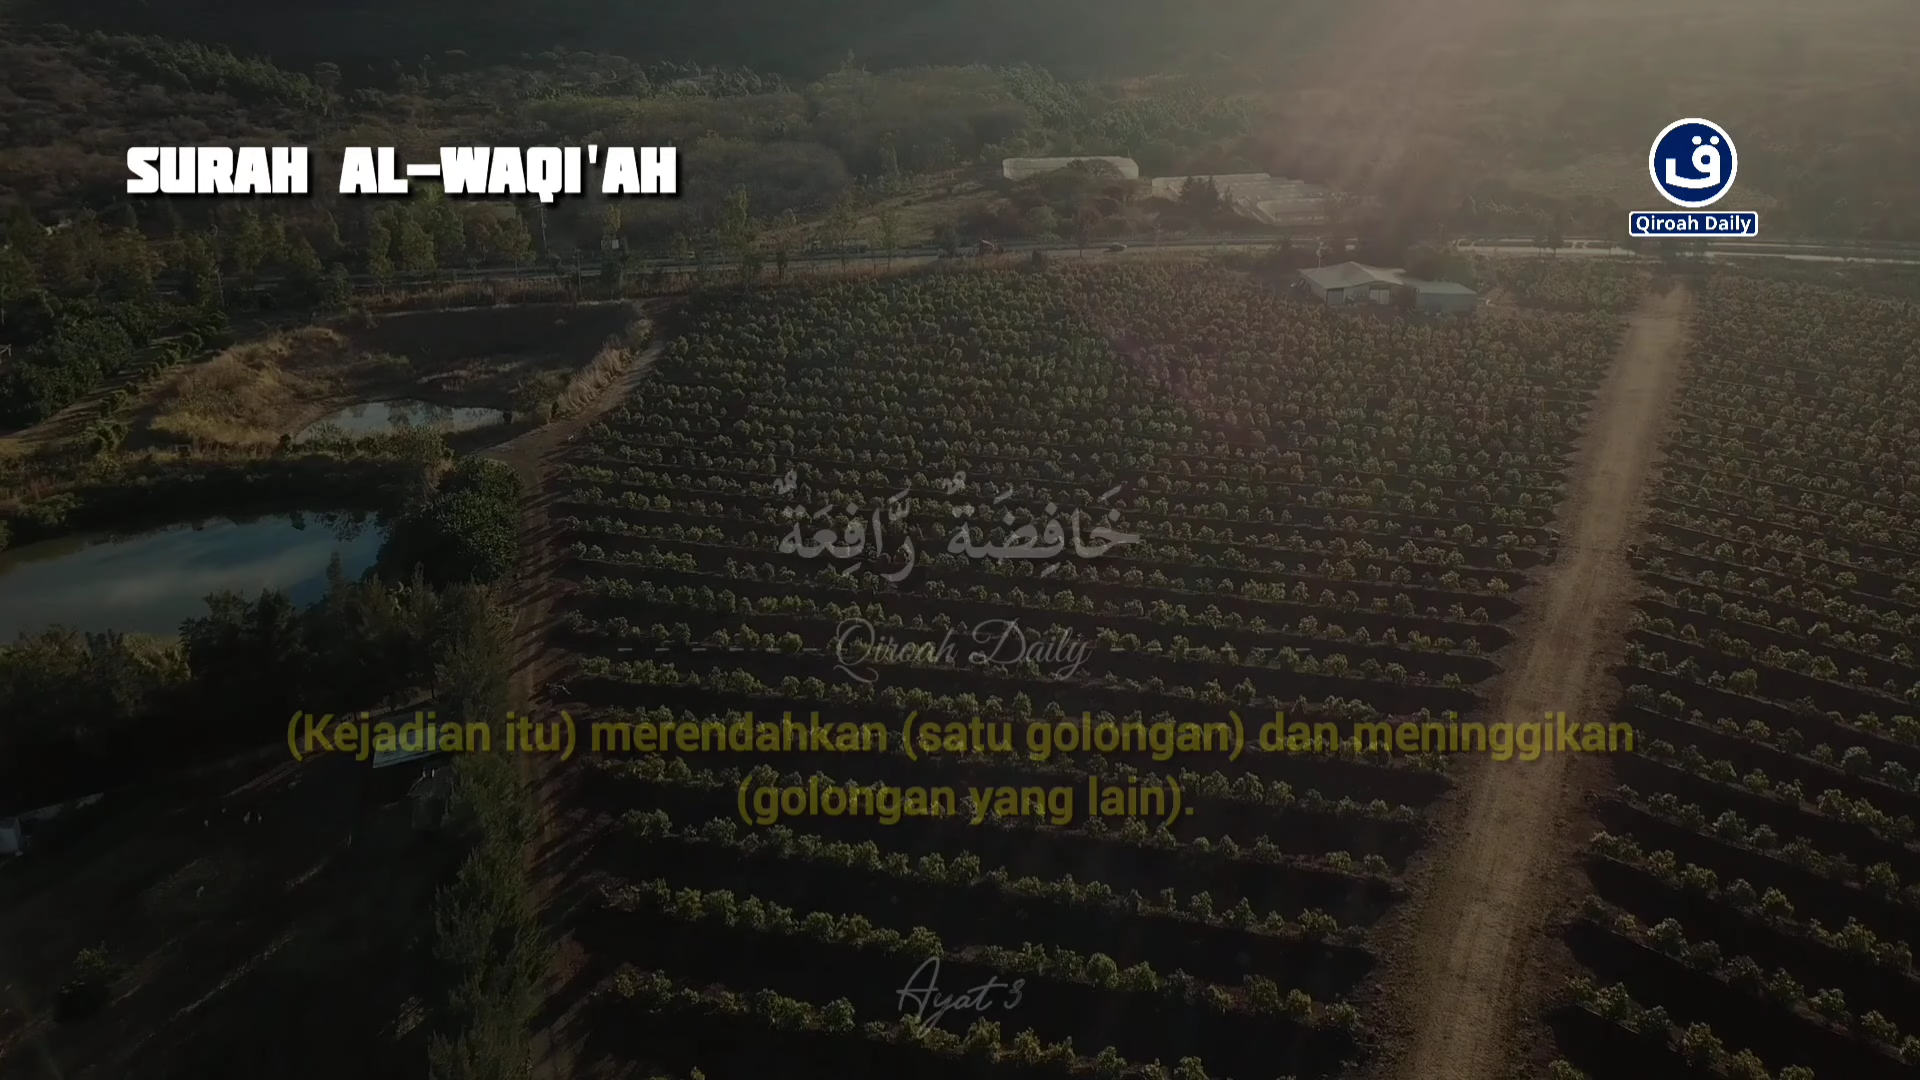 SURAH AL-WAQI'AH
ق
Qiroah Daily
خَافِضَةٌ رَّافِعَةٌ
Qiroah Daily
(Kejadian itu) merendahkan (satu golongan) dan meninggikan
(golongan yang lain).
Ayat 3